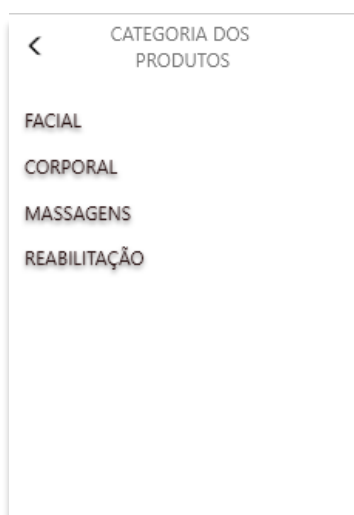 CATEGORIA DOS
PRODUTOS
FACIAL
CORPORAL
MASSAGENS
REABILITAÇÃO